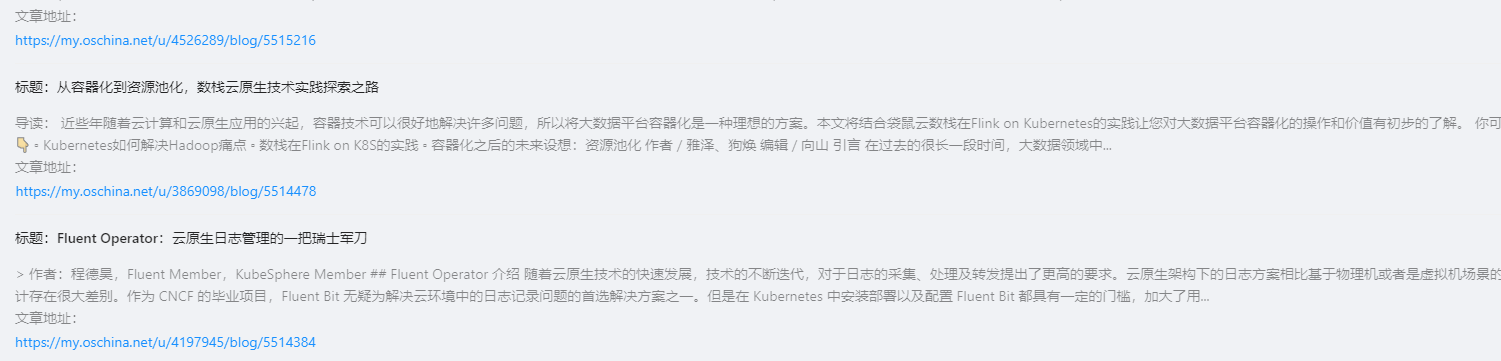 文章地址：
https://my.oschina.net/u/4526289/blog/5515216
标题：从容器化到资源池化，数栈云原生技术实践探索之路
导读： 近些年随着云计算和云原生应用的兴起，容器技术可以很好地解决许多问题，所以将大数据平台容器化是一种理想的方案。本文将结合袋鼠云数栈在Flink on Kubernetes的实践让您对大数据平台容器化的操作和价值有初步的了解。 你可
👇◦Kubernetes如何解决Hadoop痛点◦数栈在Flink on K8S的实践◦容器化之后的未来设想：资源池化 作者 / 雅泽、狗焕 编辑 / 向山 引言 在过去的很长一段时间，大数据领域中...
文章地址：
https://my.oschina.net/u/3869098/blog/5514478
标题：Fluent Operator：云原生日志管理的一把瑞士军刀
> 作者：程德昊，Fluent Member，KubeSphere Member ## Fluent Operator 介绍 随着云原生技术的快速发展，技术的不断迭代，对于日志的采集、处理及转发提出了更高的要求。云原生架构下的日志方案相比基于物理机或者是虚拟机场景的
计存在很大差别。作为 CNCF 的毕业项目，Fluent Bit 无疑为解决云环境中的日志记录问题的首选解决方案之一。但是在 Kubernetes 中安装部署以及配置 Fluent Bit 都具有一定的门槛，加大了用...
文章地址：
https://my.oschina.net/u/4197945/blog/5514384